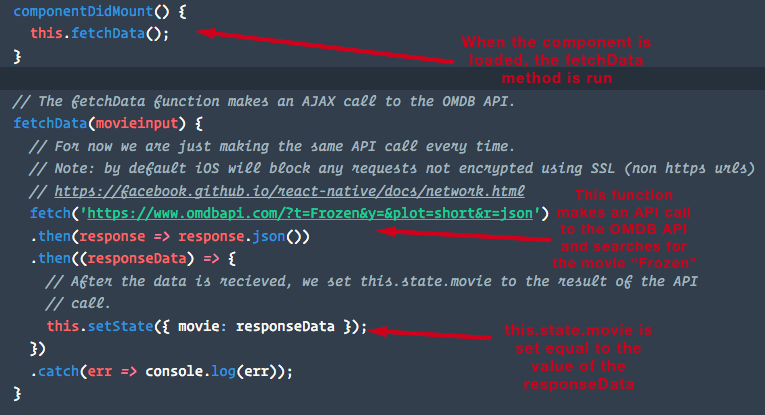 componentDidMount() {
this.fetchData();
}
When the component is
loaded, the fetchData
method is run
// The fetchData function makes an AJAX call to the OMDB API.
fetchData(movieinput) {
// For now we are just making the same API call every time.
// Note: by default iOS will block any requests not encrypted using SSL (non https urls)
// https://facebook.github.io/react-native/docs/network.html
fetch('https://www.omdbapi.com/?t=Frozen&y=&plot=short&r=json')
.then(response => response.json())
This function
makes an API call
to the OMDB API
and searches for
the movie "Frozen"
.then((responseData) => {
// After the data is recieved, we set this.state.movie to the result of the API
// call.
this.setState({ movie: responseData });
this.state.movie is
set equal to the
value of the
responseData
})
.catch(err => console.log(err));
}